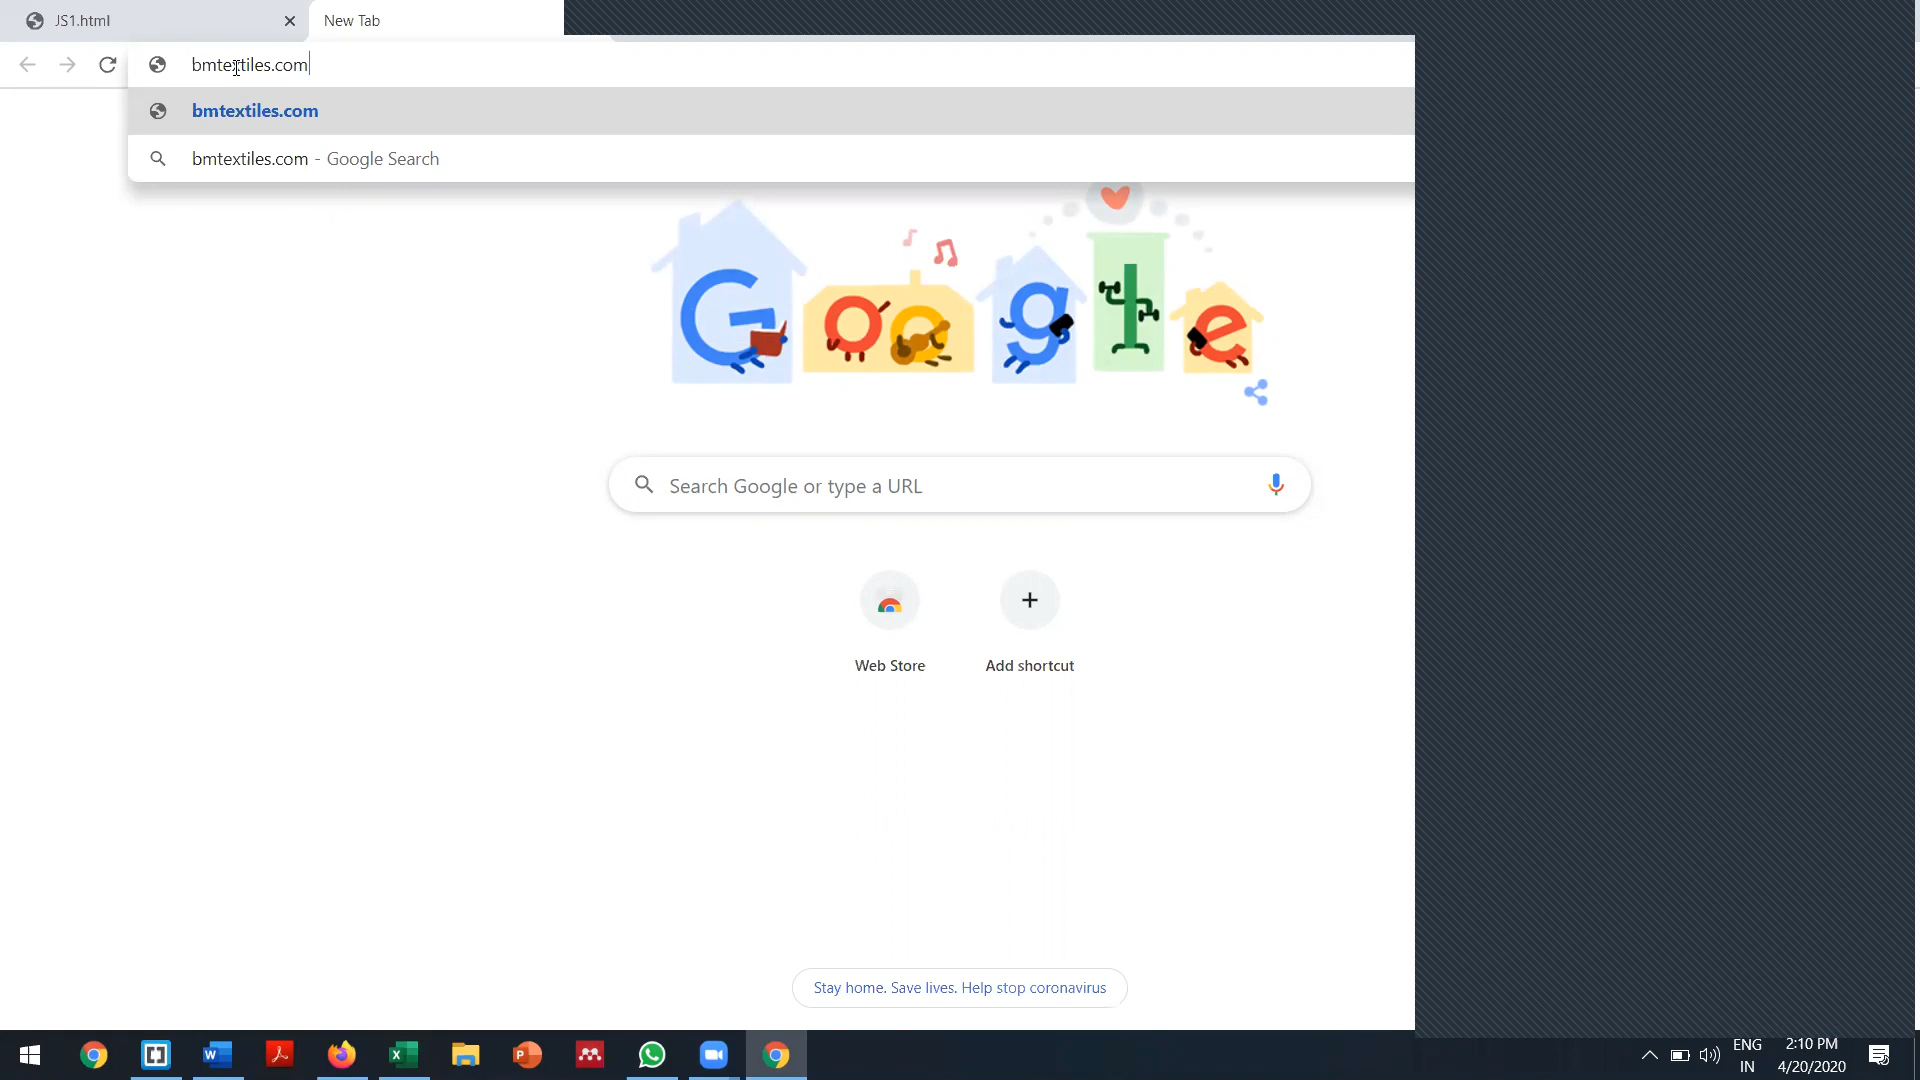 JS1.html
New Tab
bmtextiles.com
bmtextiles.com
bmtextiles.com - Google Search
Google
Search Google or type a URL
Web Store
Add shortcut
Stay home. Save lives. Help stop coronavirus
ENG 2:10 PM
IN 4/20/2020